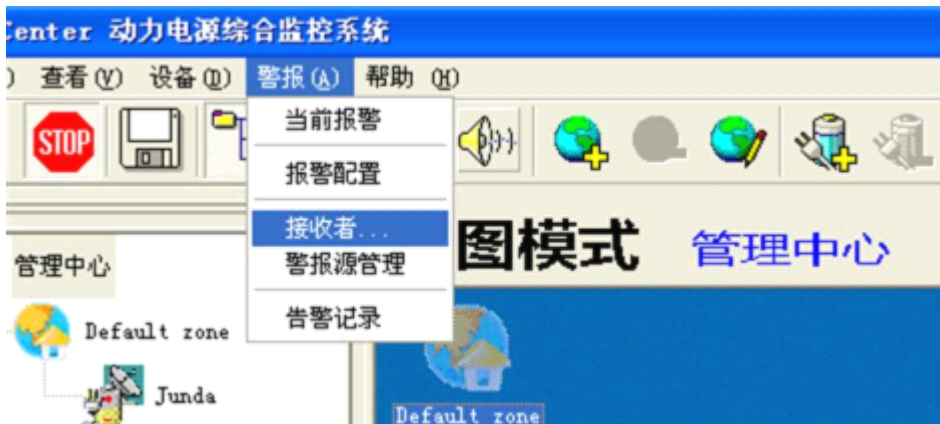 Center 动力电源综合监控系统
) 查看(V) 设备(D) 警报(A) 帮助 (H)
STOP
当前报警
报警配置
接收者...
警报源管理
告警记录
图模式 管理中心
管理中心
Default zone
Junda
Default zone